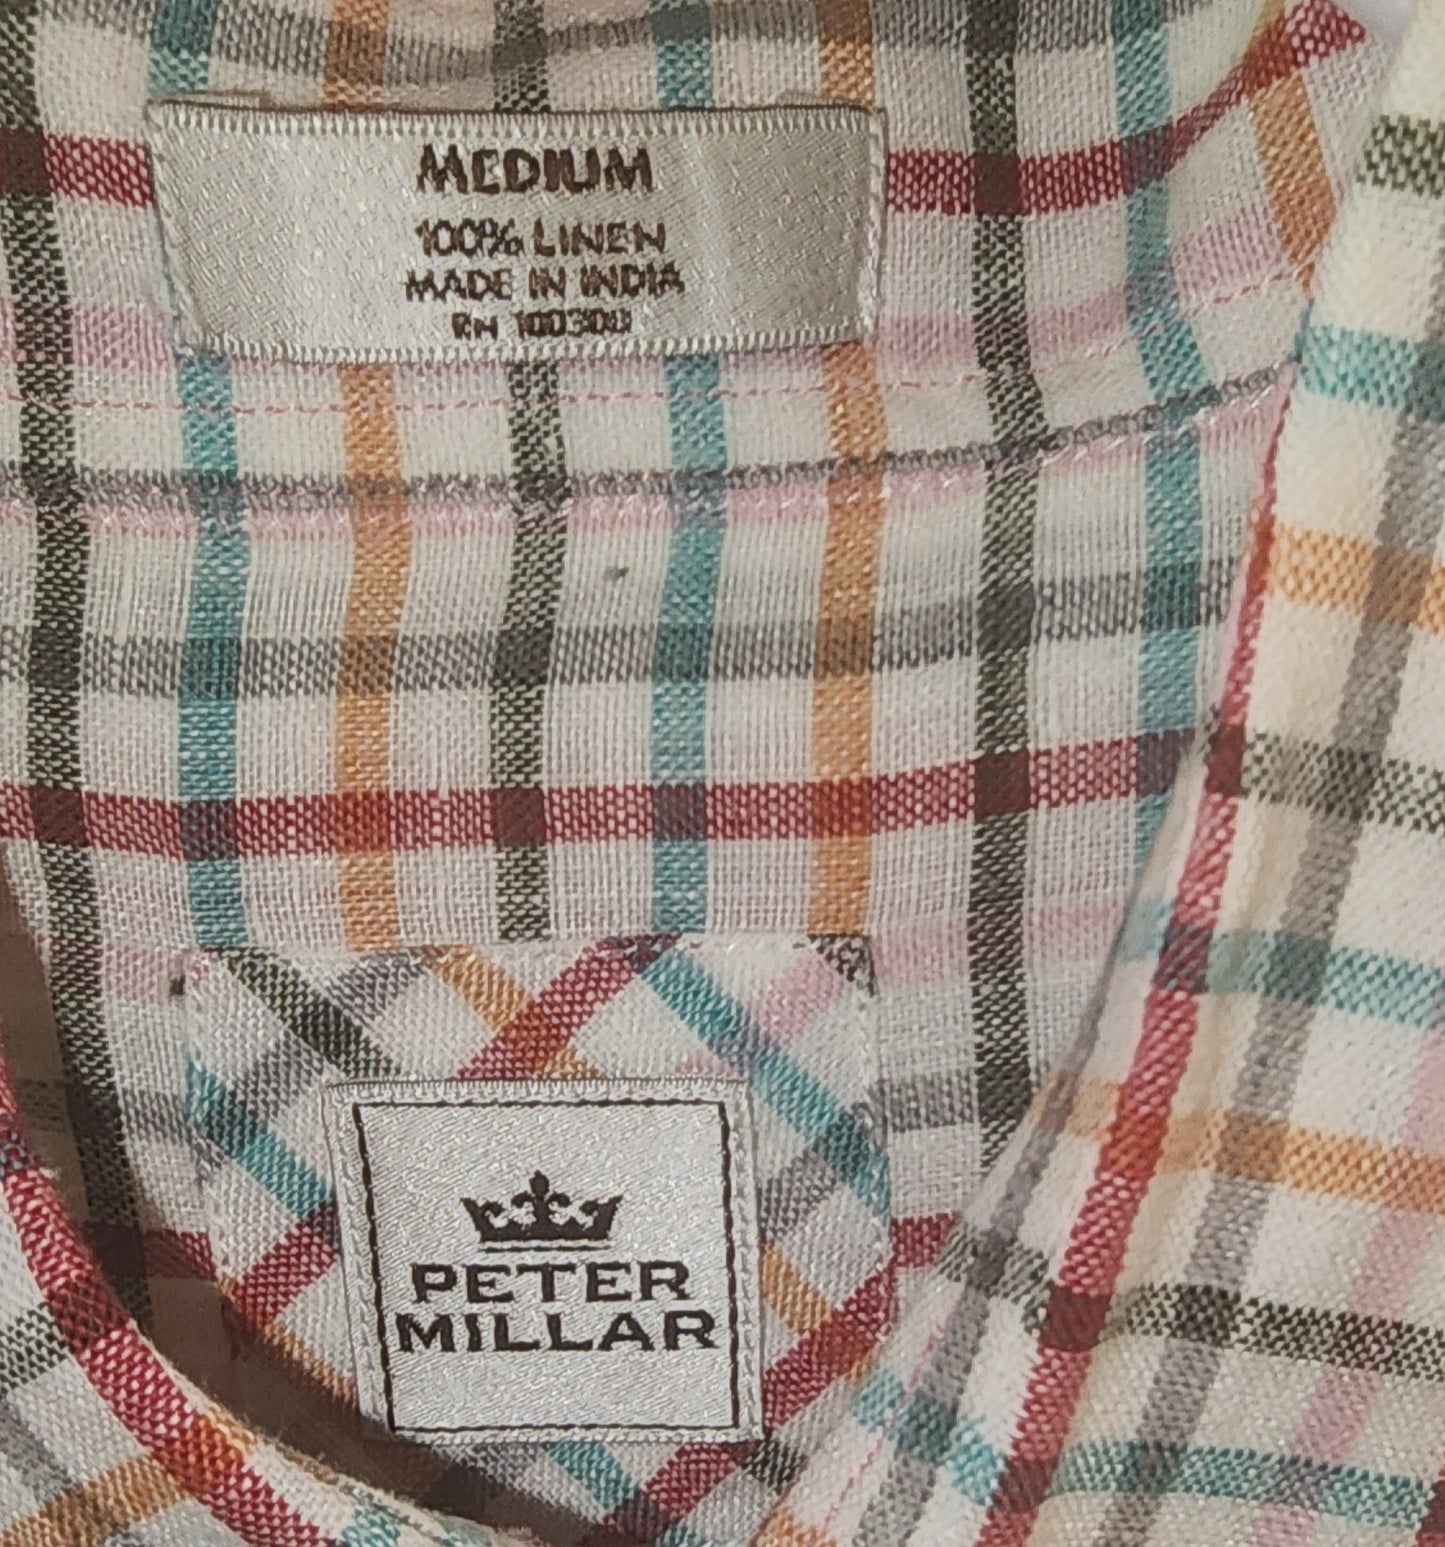 MEDIUM
100% LINEN
MADE IN INDIA
RN 100300
PETER
MILLAR